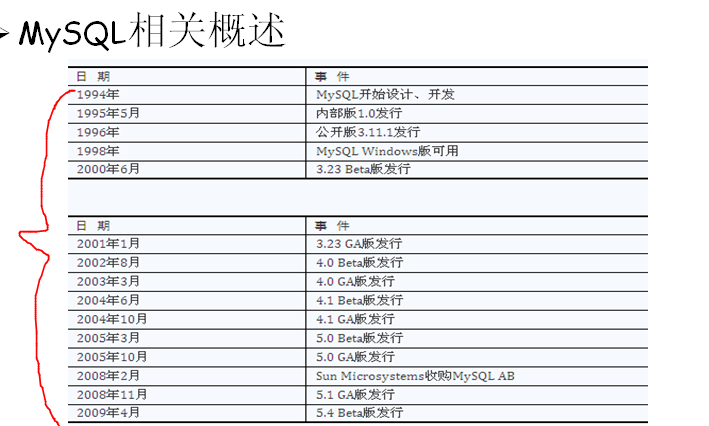 MySQL相关概述
日 期 事 件
1994年 MySQL开始设计、开发
1995年5月 内部版1.0发行
1996年 公开版3.11.1发行
1998年 MySQL Windows版可用
2000年6月 3.23 Beta版发行
日 期 事 件
2001年1月 3.23 GA版发行
2002年8月 4.0 Beta版发行
2003年3月 4.0 GA版发行
2004年6月 4.1 Beta版发行
2004年10月 4.1 GA版发行
2005年3月 5.0 Beta版发行
2005年10月 5.0 GA版发行
2008年2月 Sun Microsystems收购MySQL AB
2008年11月 5.1 GA版发行
2009年4月 5.4 Beta版发行